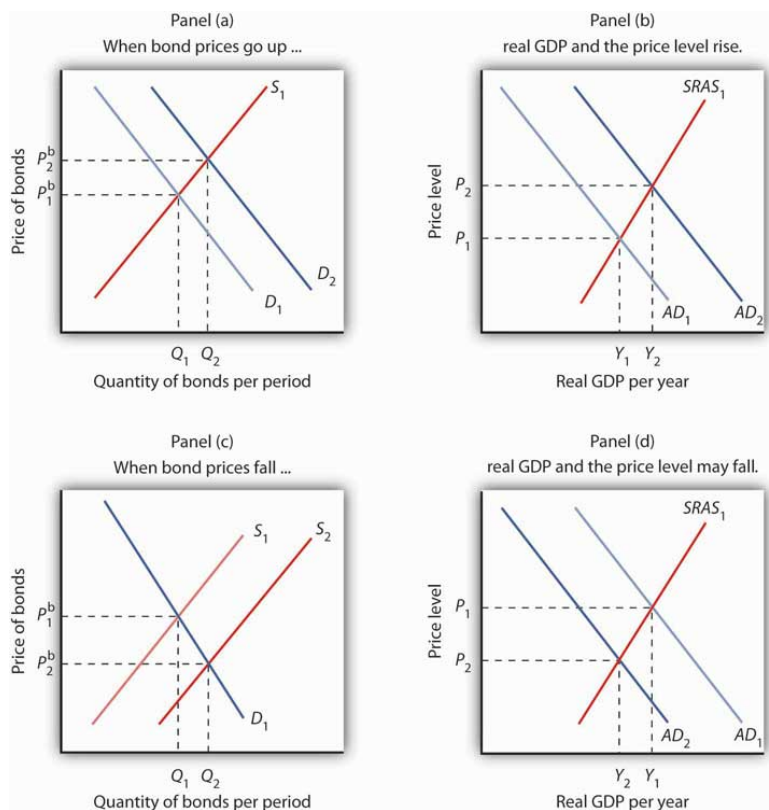 Panel (a)
When bond prices go up ...
Price of bonds
P₂ᵇ
P₁ᵇ
S₁
D₁
D₂
Q₁ Q₂
Quantity of bonds per period
Panel (b)
real GDP and the price level rise.
Price level
P₂
P₁
SRAS₁
AD₁
AD₂
Y₁ Y₂
Real GDP per year
Panel (c)
When bond prices fall ...
Price of bonds
P₁ᵇ
P₂ᵇ
S₁
S₂
D₁
Q₁ Q₂
Quantity of bonds per period
Panel (d)
real GDP and the price level may fall.
Price level
P₁
P₂
SRAS₁
AD₂
AD₁
Y₂ Y₁
Real GDP per year